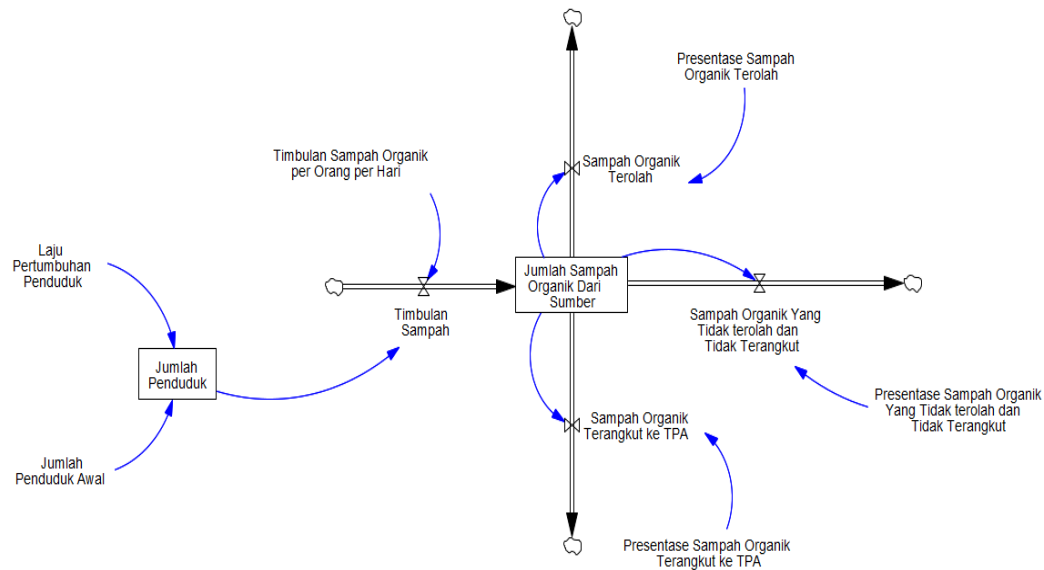 Presentase Sampah
Organik Terolah
Timbulan Sampah Organik
per Orang per Hari
Sampah Organik
Terolah
Laju
Pertumbuhan
Penduduk
Jumlah Sampah
Organik Dari
Sumber
Timbulan
Sampah
Sampah Organik Yang
Tidak terolah dan
Tidak Terangkut
Jumlah
Penduduk
Presentase Sampah Organik
Yang Tidak terolah dan
Tidak Terangkut
Sampah Organik
Terangkut ke TPA
Jumlah
Penduduk Awal
Presentase Sampah Organik
Terangkut ke TPA